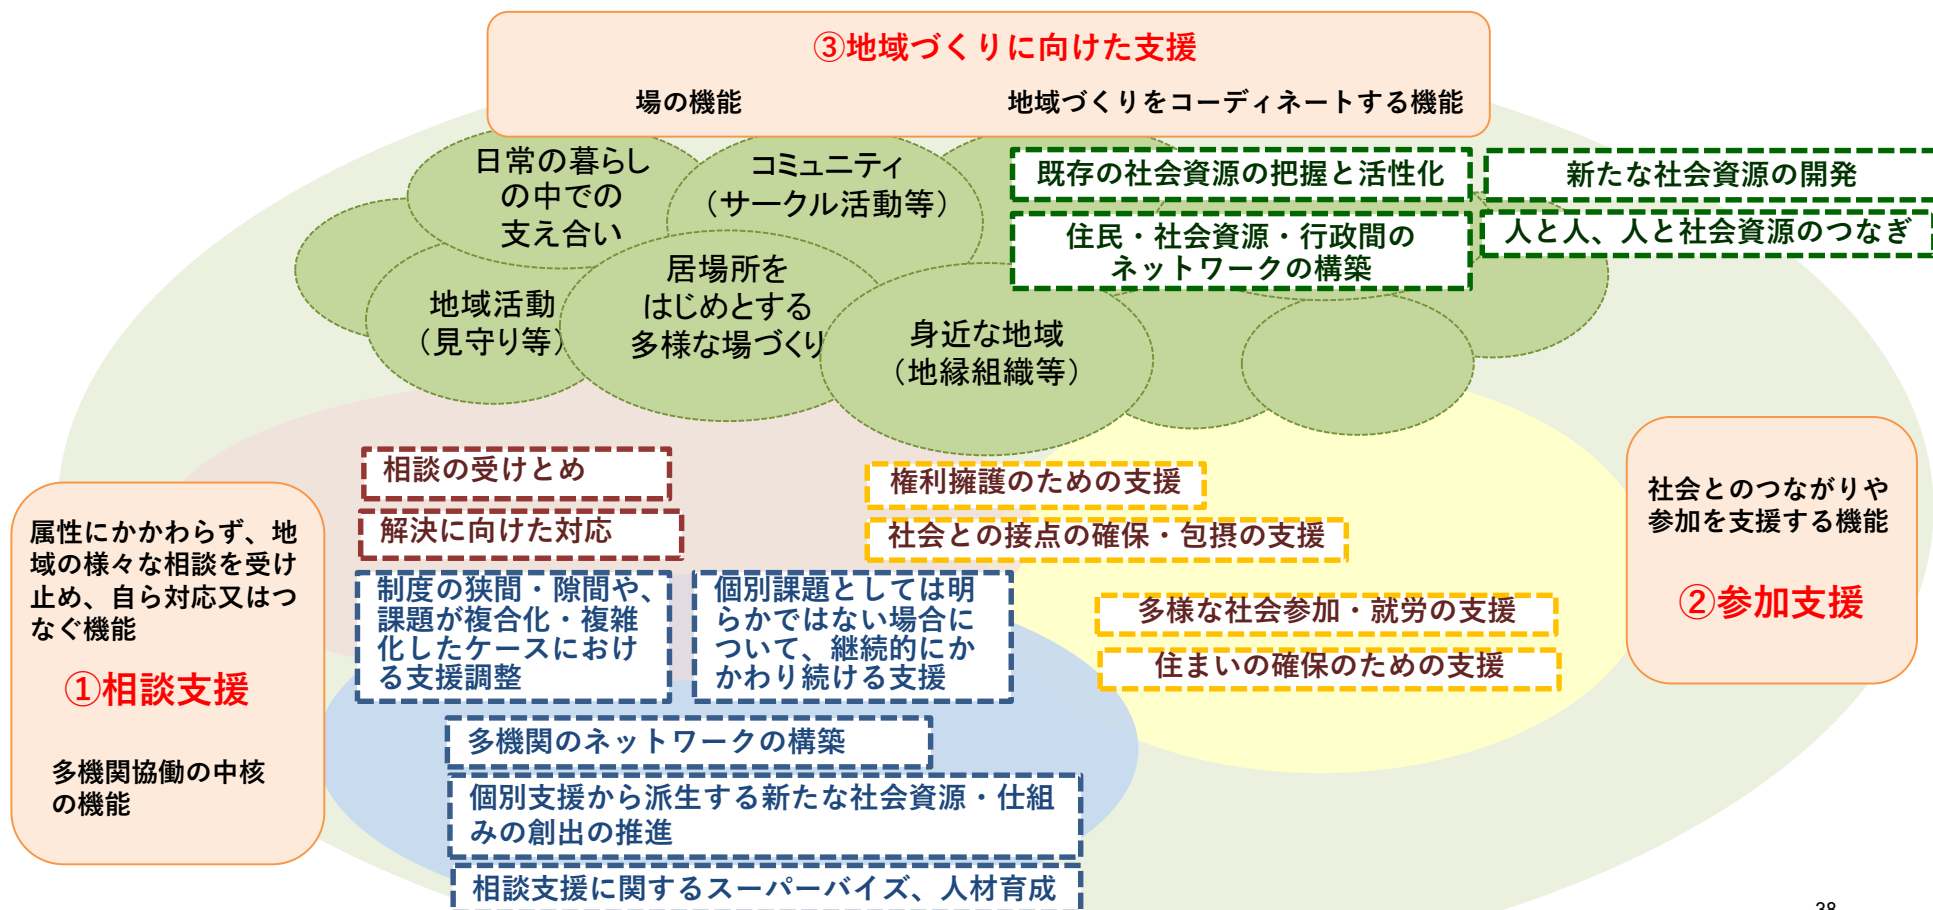 ③地域づくりに向けた支援
場の機能
地域づくりをコーディネートする機能
日常の暮らし
の中での
支え合い
コミュニティ
（サークル活動等）
既存の社会資源の把握と活性化
新たな社会資源の開発
住民・社会資源・行政間の
ネットワークの構築
人と人、人と社会資源のつなぎ
地域活動
（見守り等）
居場所を
はじめとする
多様な場づくり
身近な地域
（地縁組織等）
相談の受けとめ
解決に向けた対応
権利擁護のための支援
社会との接点の確保・包摂の支援
社会とのつながりや
参加を支援する機能
②参加支援
属性にかかわらず、地
域の様々な相談を受け
止め、自ら対応又はつ
なぐ機能
①相談支援
多機関協働の中核
の機能
制度の狭間・隙間や、
課題が複合化・複雑
化したケースにおけ
る支援調整
個別課題としては明
らかではない場合に
ついて、継続的にか
かわり続ける支援
多様な社会参加・就労の支援
住まいの確保のための支援
多機関のネットワークの構築
個別支援から派生する新たな社会資源・仕組
みの創出の推進
相談支援に関するスーパーバイズ、人材育成
38